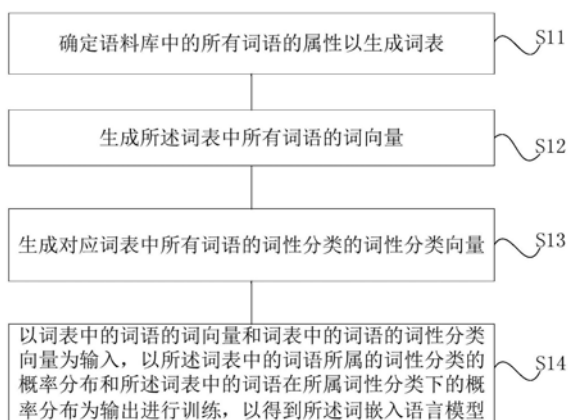 确定语料库中的所有词语的属性以生成词表
S11
生成所述词表中所有词语的词向量
S12
生成对应词表中所有词语的词性分类的词性分类向量
S13
以词表中的词语的词向量和词表中的词语的词性分类
向量为输入，以所述词表中的词语所属的词性分类的
概率分布和所述词表中的词语在所属词性分类下的概
率分布为输出进行训练，以得到所述词嵌入语言模型
S14